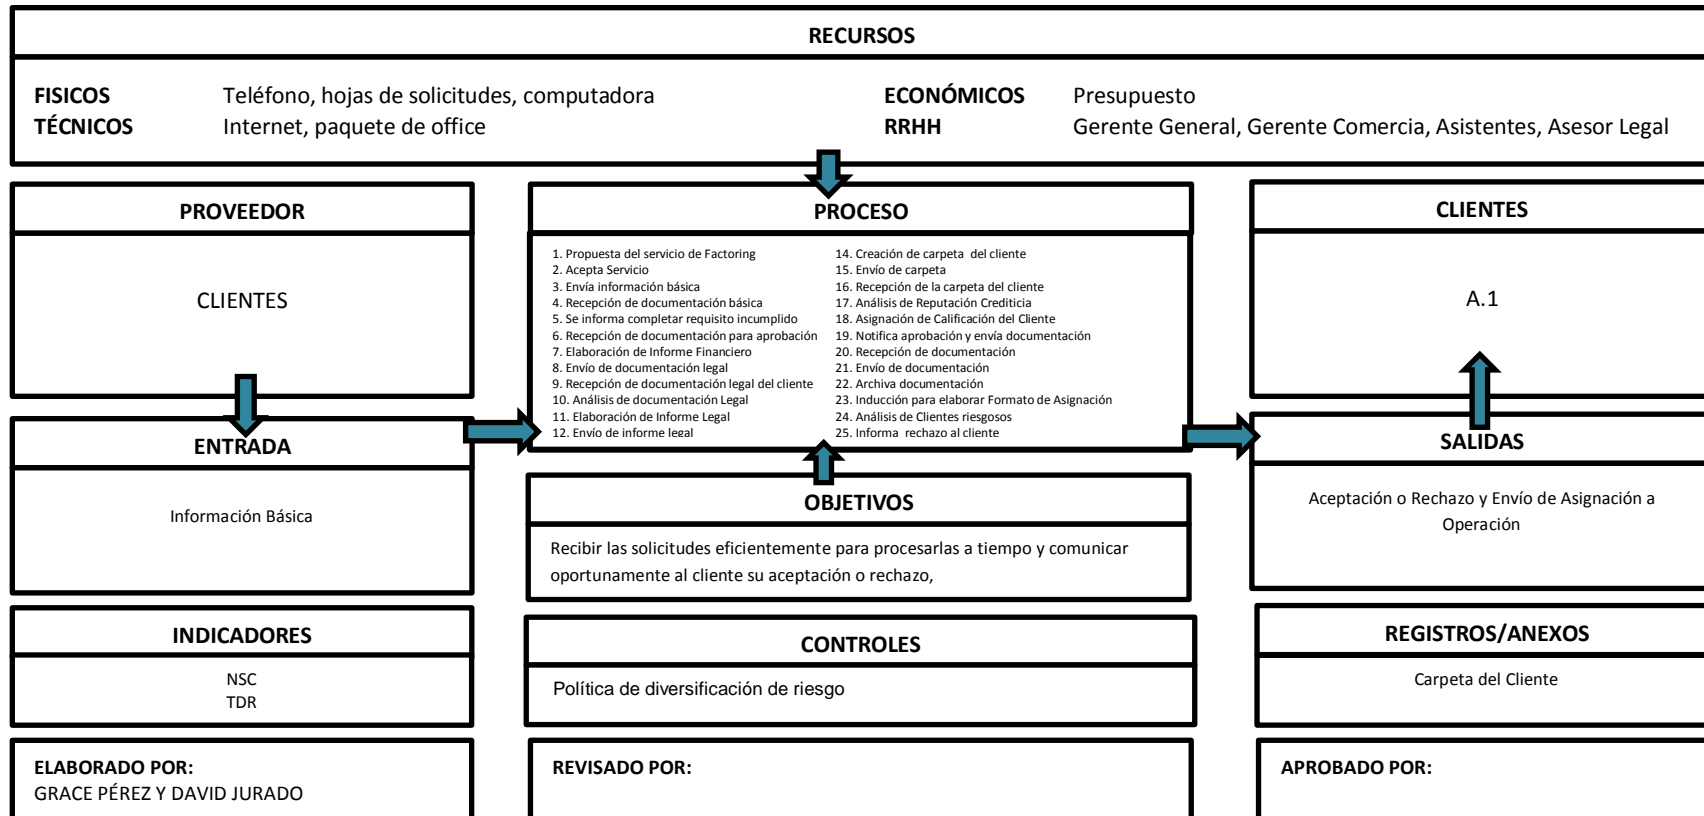 RECURSOS
FISICOS Teléfono, hojas de solicitudes, computadora
TÉCNICOS Internet, paquete de office
ECONÓMICOS Presupuesto
RRHH Gerente General, Gerente Comercia, Asistentes, Asesor Legal
PROVEEDOR
CLIENTES
ENTRADA
Información Básica
PROCESO
1. Propuesta del servicio de Factoring
2. Acepta Servicio
3. Envía información básica
4. Recepción de documentación básica
5. Se informa completar requisito incumplido
6. Recepción de documentación para aprobación
7. Elaboración de Informe Financiero
8. Envío de documentación legal
9. Recepción de documentación legal del cliente
10. Análisis de documentación Legal
11. Elaboración de Informe Legal
12. Envío de informe legal
14. Creación de carpeta del cliente
15. Envío de carpeta
16. Recepción de la carpeta del cliente
17. Análisis de Reputación Crediticia
18. Asignación de Calificación del Cliente
19. Notifica aprobación y envía documentación
20. Recepción de documentación
21. Envío de documentación
22. Archiva documentación
23. Inducción para elaborar Formato de Asignación
24. Análisis de Clientes riesgosos
25. Informa rechazo al cliente
CLIENTES
A.1
SALIDAS
Aceptación o Rechazo y Envío de Asignación a
Operación
OBJETIVOS
Recibir las solicitudes eficientemente para procesarlas a tiempo y comunicar
oportunamente al cliente su aceptación o rechazo,
INDICADORES
NSC
TDR
CONTROLES
Política de diversificación de riesgo
REGISTROS/ANEXOS
Carpeta del Cliente
ELABORADO POR:
GRACE PÉREZ Y DAVID JURADO
REVISADO POR:
APROBADO POR: